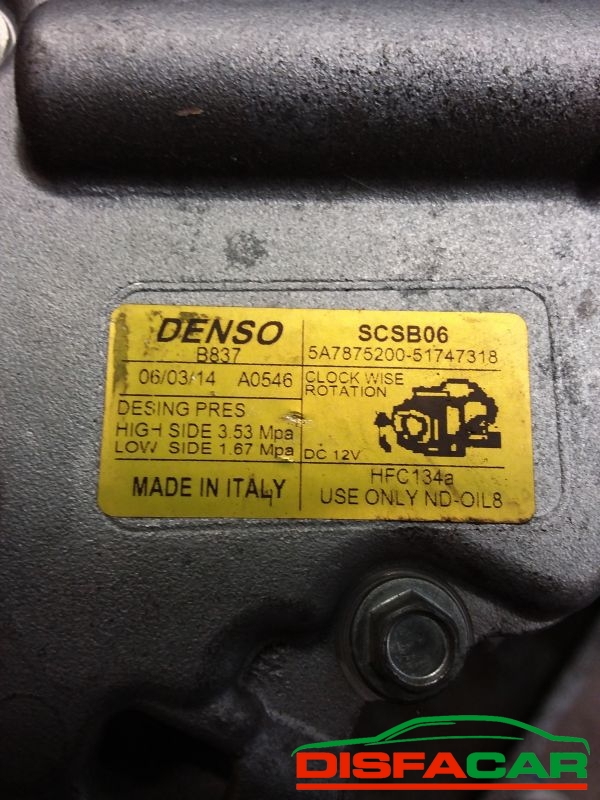 DENSO
B837
SCSB06
5A7875200-51747318
06/03/14 A0546
CLOCK WISE
ROTATION
DESING PRES
HIGH SIDE 3.53 Mpa
LOW SIDE 1.67 Mpa
DC 12V
MADE IN ITALY
HFC134a
USE ONLY ND-OIL8
DISFACAR